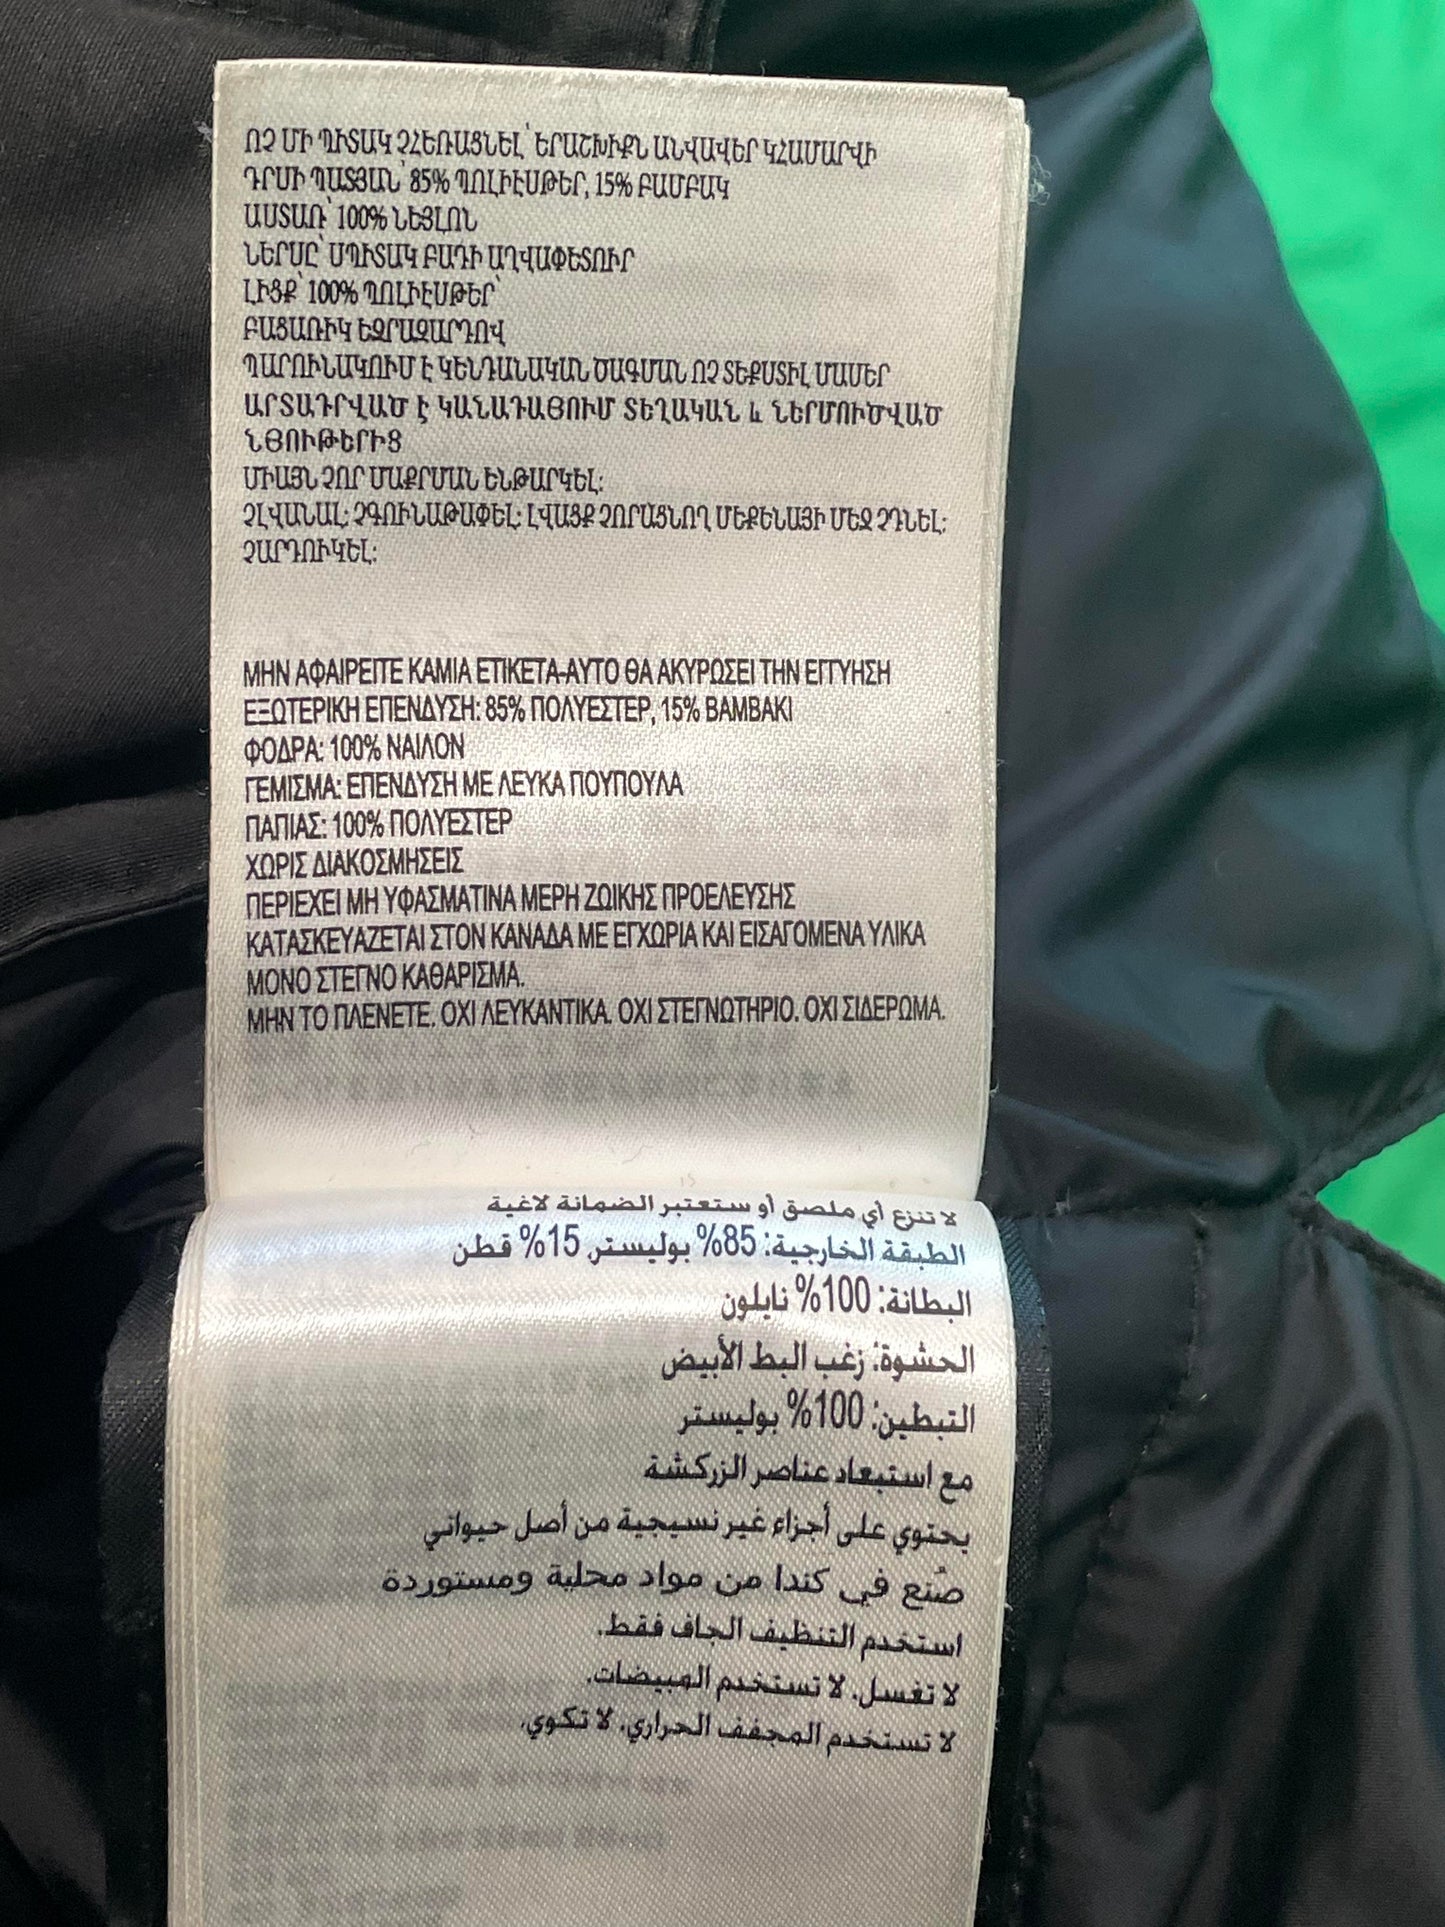 ՈՉ ՄԻ ՊԻՏԱԿ ՉՀԵՌԱՑՆԵԼ՝ ԵՐԱՇԽԻՔՆ ԱՆՎԱՎԵՐ ԿՀԱՄԱՐՎԻ
ԴՐՍԻ ՊԱՏՅԱՆ՝ 85% ՊՈԼԻԷՍԹԵՐ, 15% ԲԱՄԲԱԿ
ԱՍՏԱՌ՝ 100% ՆԵՅԼՈՆ
ՆԵՐՍԸ՝ ՍՊԻՏԱԿ ԲԱԴԻ ԱՂՎԱՓԵՏՈՒՐ
ԼԻՑՔ՝ 100% ՊՈԼԻԷՍԹԵՐ՝
ԲԱՑԱՌԻԿ ԵԶՐԱԶԱՐԴՈՎ
ՊԱՐՈՒՆԱԿՈՒՄ Է ԿԵՆԴԱՆԱԿԱՆ ԾԱԳՄԱՆ ՈՉ ՏԵՔՍՏԻԼ ՄԱՍԵՐ
ԱՐՏԱԴՐՎԱԾ Է ԿԱՆԱԴԱՅՈՒՄ ՏԵՂԱԿԱՆ և ՆԵՐՄՈՒԾՎԱԾ
ՆՅՈՒԹԵՐԻՑ
ՄԻԱՅՆ ՉՈՐ ՄԱՔՐՄԱՆ ԵՆԹԱՐԿԵԼ:
ՉԼՎԱՆԱԼ: ՉԳՈՒՆԱԹԱՓԵԼ: ԼՎԱՑՔ ՉՈՐԱՑՆՈՂ ՄԵՔԵՆԱՅԻ ՄԵՋ ՉԴՆԵԼ:
ՉԱՐԴՈՒԿԵԼ:
ΜΗΝ ΑΦΑΙΡΕΙΤΕ ΚΑΜΙΑ ΕΤΙΚΕΤΑ-ΑΥΤΟ ΘΑ ΑΚΥΡΩΣΕΙ ΤΗΝ ΕΓΓΥΗΣΗ
ΕΞΩΤΕΡΙΚΗ ΕΠΕΝΔΥΣΗ: 85% ΠΟΛΥΕΣΤΕΡ, 15% ΒΑΜΒΑΚΙ
ΦΟΔΡΑ: 100% ΝΑΙΛΟΝ
ΓΕΜΙΣΜΑ: ΕΠΕΝΔΥΣΗ ΜΕ ΛΕΥΚΑ ΠΟΥΠΟΥΛΑ
ΠΑΠΙΑΣ: 100% ΠΟΛΥΕΣΤΕΡ
ΧΩΡΙΣ ΔΙΑΚΟΣΜΗΣΕΙΣ
ΠΕΡΙΕΧΕΙ ΜΗ ΥΦΑΣΜΑΤΙΝΑ ΜΕΡΗ ΖΩΙΚΗΣ ΠΡΟΕΛΕΥΣΗΣ
ΚΑΤΑΣΚΕΥΑΖΕΤΑΙ ΣΤΟΝ ΚΑΝΑΔΑ ΜΕ ΕΓΧΩΡΙΑ ΚΑΙ ΕΙΣΑΓΟΜΕΝΑ ΥΛΙΚΑ
ΜΟΝΟ ΣΤΕΓΝΟ ΚΑΘΑΡΙΣΜΑ.
ΜΗΝ ΤΟ ΠΛΕΝΕΤΕ. ΟΧΙ ΛΕΥΚΑΝΤΙΚΑ. ΟΧΙ ΣΤΕΓΝΩΤΗΡΙΟ. ΟΧΙ ΣΙΔΕΡΩΜΑ.
لا تنزع أي ملصق أو ستعتبر الضمانة لاغية
الطبقة الخارجية: 85% بوليستر, 15% قطن
البطانة: 100% نايلون
الحشوة: زغب البط الأبيض
التبطين: 100% بوليستر
مع استبعاد عناصر الزركشة
يحتوي على أجزاء غير نسيجية من أصل حيواني
صُنع في كندا من مواد محلية ومستوردة
استخدم التنظيف الجاف فقط.
لا تغسل. لا تستخدم المبيضات.
لا تستخدم المجفف الحراري. لا تكوي.